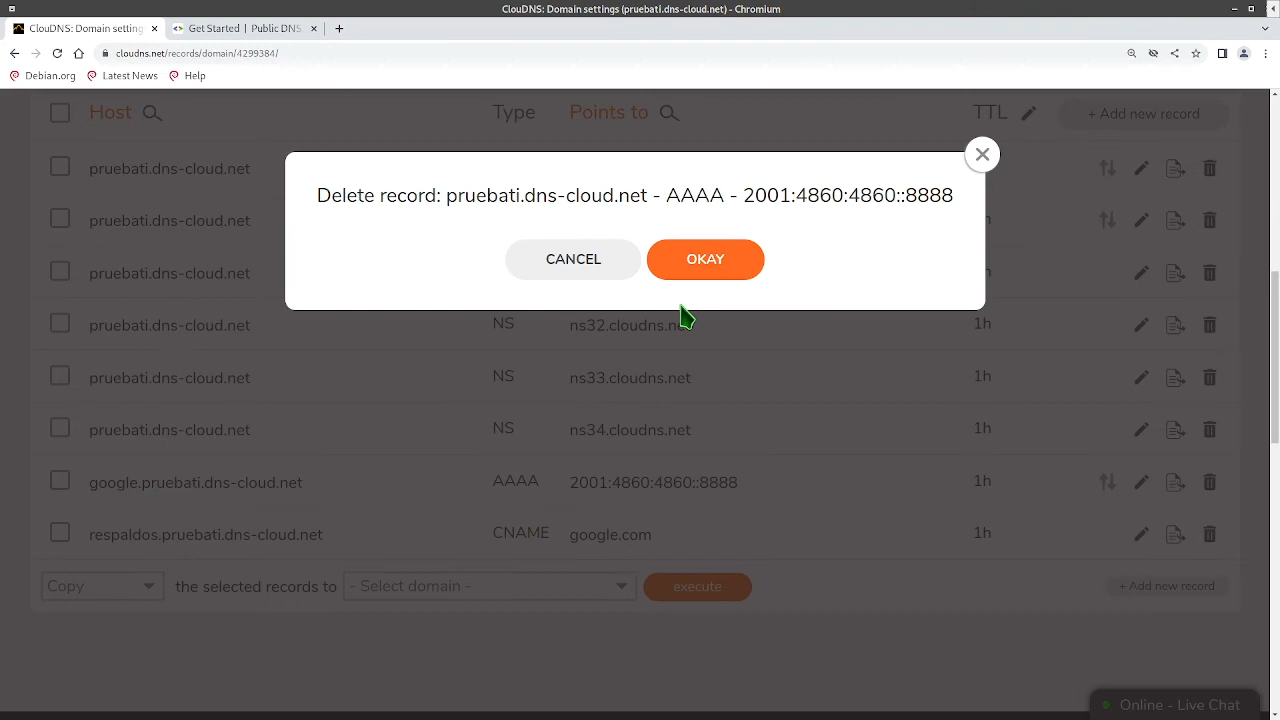 ClouDNS: Domain settings (pruebati.dns-cloud.net) - Chromium
ClouDNS: Domain setting
Get Started | Public DNS
cloudns.net/records/domain/4299384/
Debian.org
Latest News
Help
Host
Type
Points to
TTL
+ Add new record
pruebati.dns-cloud.net
Delete record: pruebati.dns-cloud.net - AAAA - 2001:4860:4860::8888
pruebati.dns-cloud.net
CANCEL
OKAY
pruebati.dns-cloud.net
pruebati.dns-cloud.net NS ns32.cloudns.net 1h
pruebati.dns-cloud.net NS ns33.cloudns.net 1h
pruebati.dns-cloud.net NS ns34.cloudns.net 1h
google.pruebati.dns-cloud.net AAAA 2001:4860:4860::8888 1h
respaldos.pruebati.dns-cloud.net CNAME google.com 1h
Copy the selected records to - Select domain - execute + Add new record
Online - Live Chat